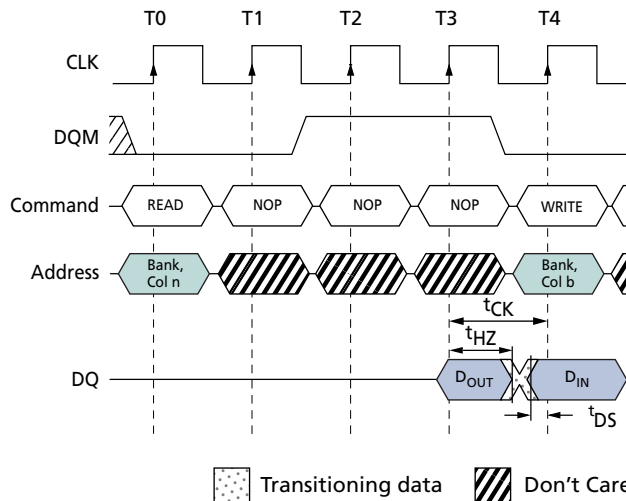 T0 T1 T2 T3 T4
CLK
DQM
Command READ NOP NOP NOP WRITE
Address Bank, Col n Bank, Col b
tCK
tHZ
DQ DOUT DIN
tDS
Transitioning data Don't Care